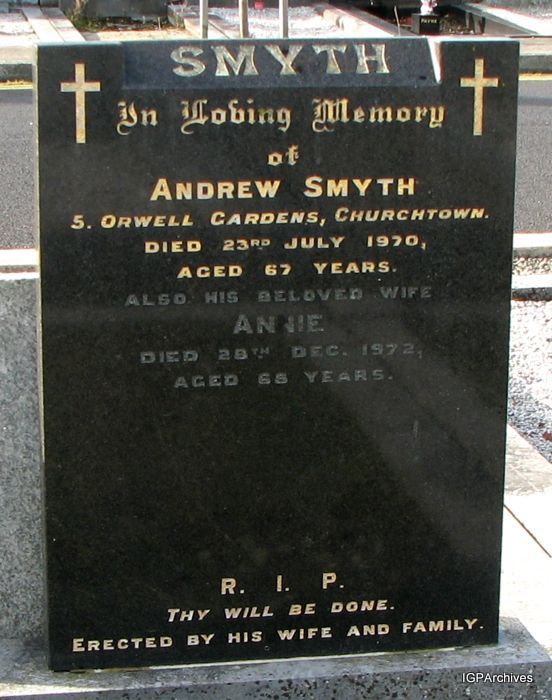 PAYNE
SMYTH
In Loving Memory
of
ANDREW SMYTH
5. ORWELL GARDENS, CHURCHTOWN.
DIED 23RD JULY 1970,
AGED 67 YEARS.
ALSO HIS BELOVED WIFE
ANNIE
DIED 28TH DEC. 1972,
AGED 68 YEARS.
R. I. P.
THY WILL BE DONE.
ERECTED BY HIS WIFE AND FAMILY.
IGPArchives